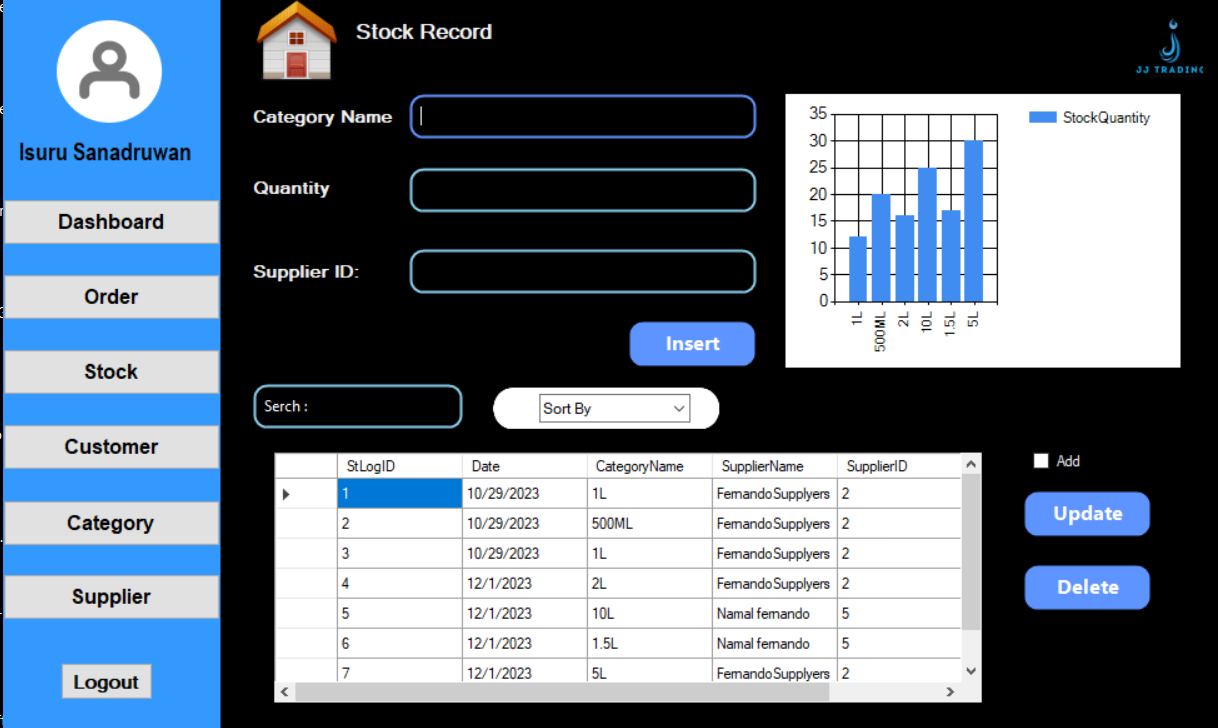 Isuru Sanadruwan
Dashboard
Order
Stock
Customer
Category
Supplier
Logout
Stock Record
JJ TRADING
Category Name
Quantity
Supplier ID:
Insert
35
30
25
20
15
10
5
0
1L
500ML
2L
10L
1.5L
5L
StockQuantity
Serch :
Sort By
StLogID Date CategoryName SupplierName SupplierID
1 10/29/2023 1L FernandoSupplyers 2
2 10/29/2023 500ML FernandoSupplyers 2
3 10/29/2023 1L FernandoSupplyers 2
4 12/1/2023 2L FernandoSupplyers 2
5 12/1/2023 10L Namal fernando 5
6 12/1/2023 1.5L Namal fernando 5
7 12/1/2023 5L FernandoSupplyers 2
Add
Update
Delete